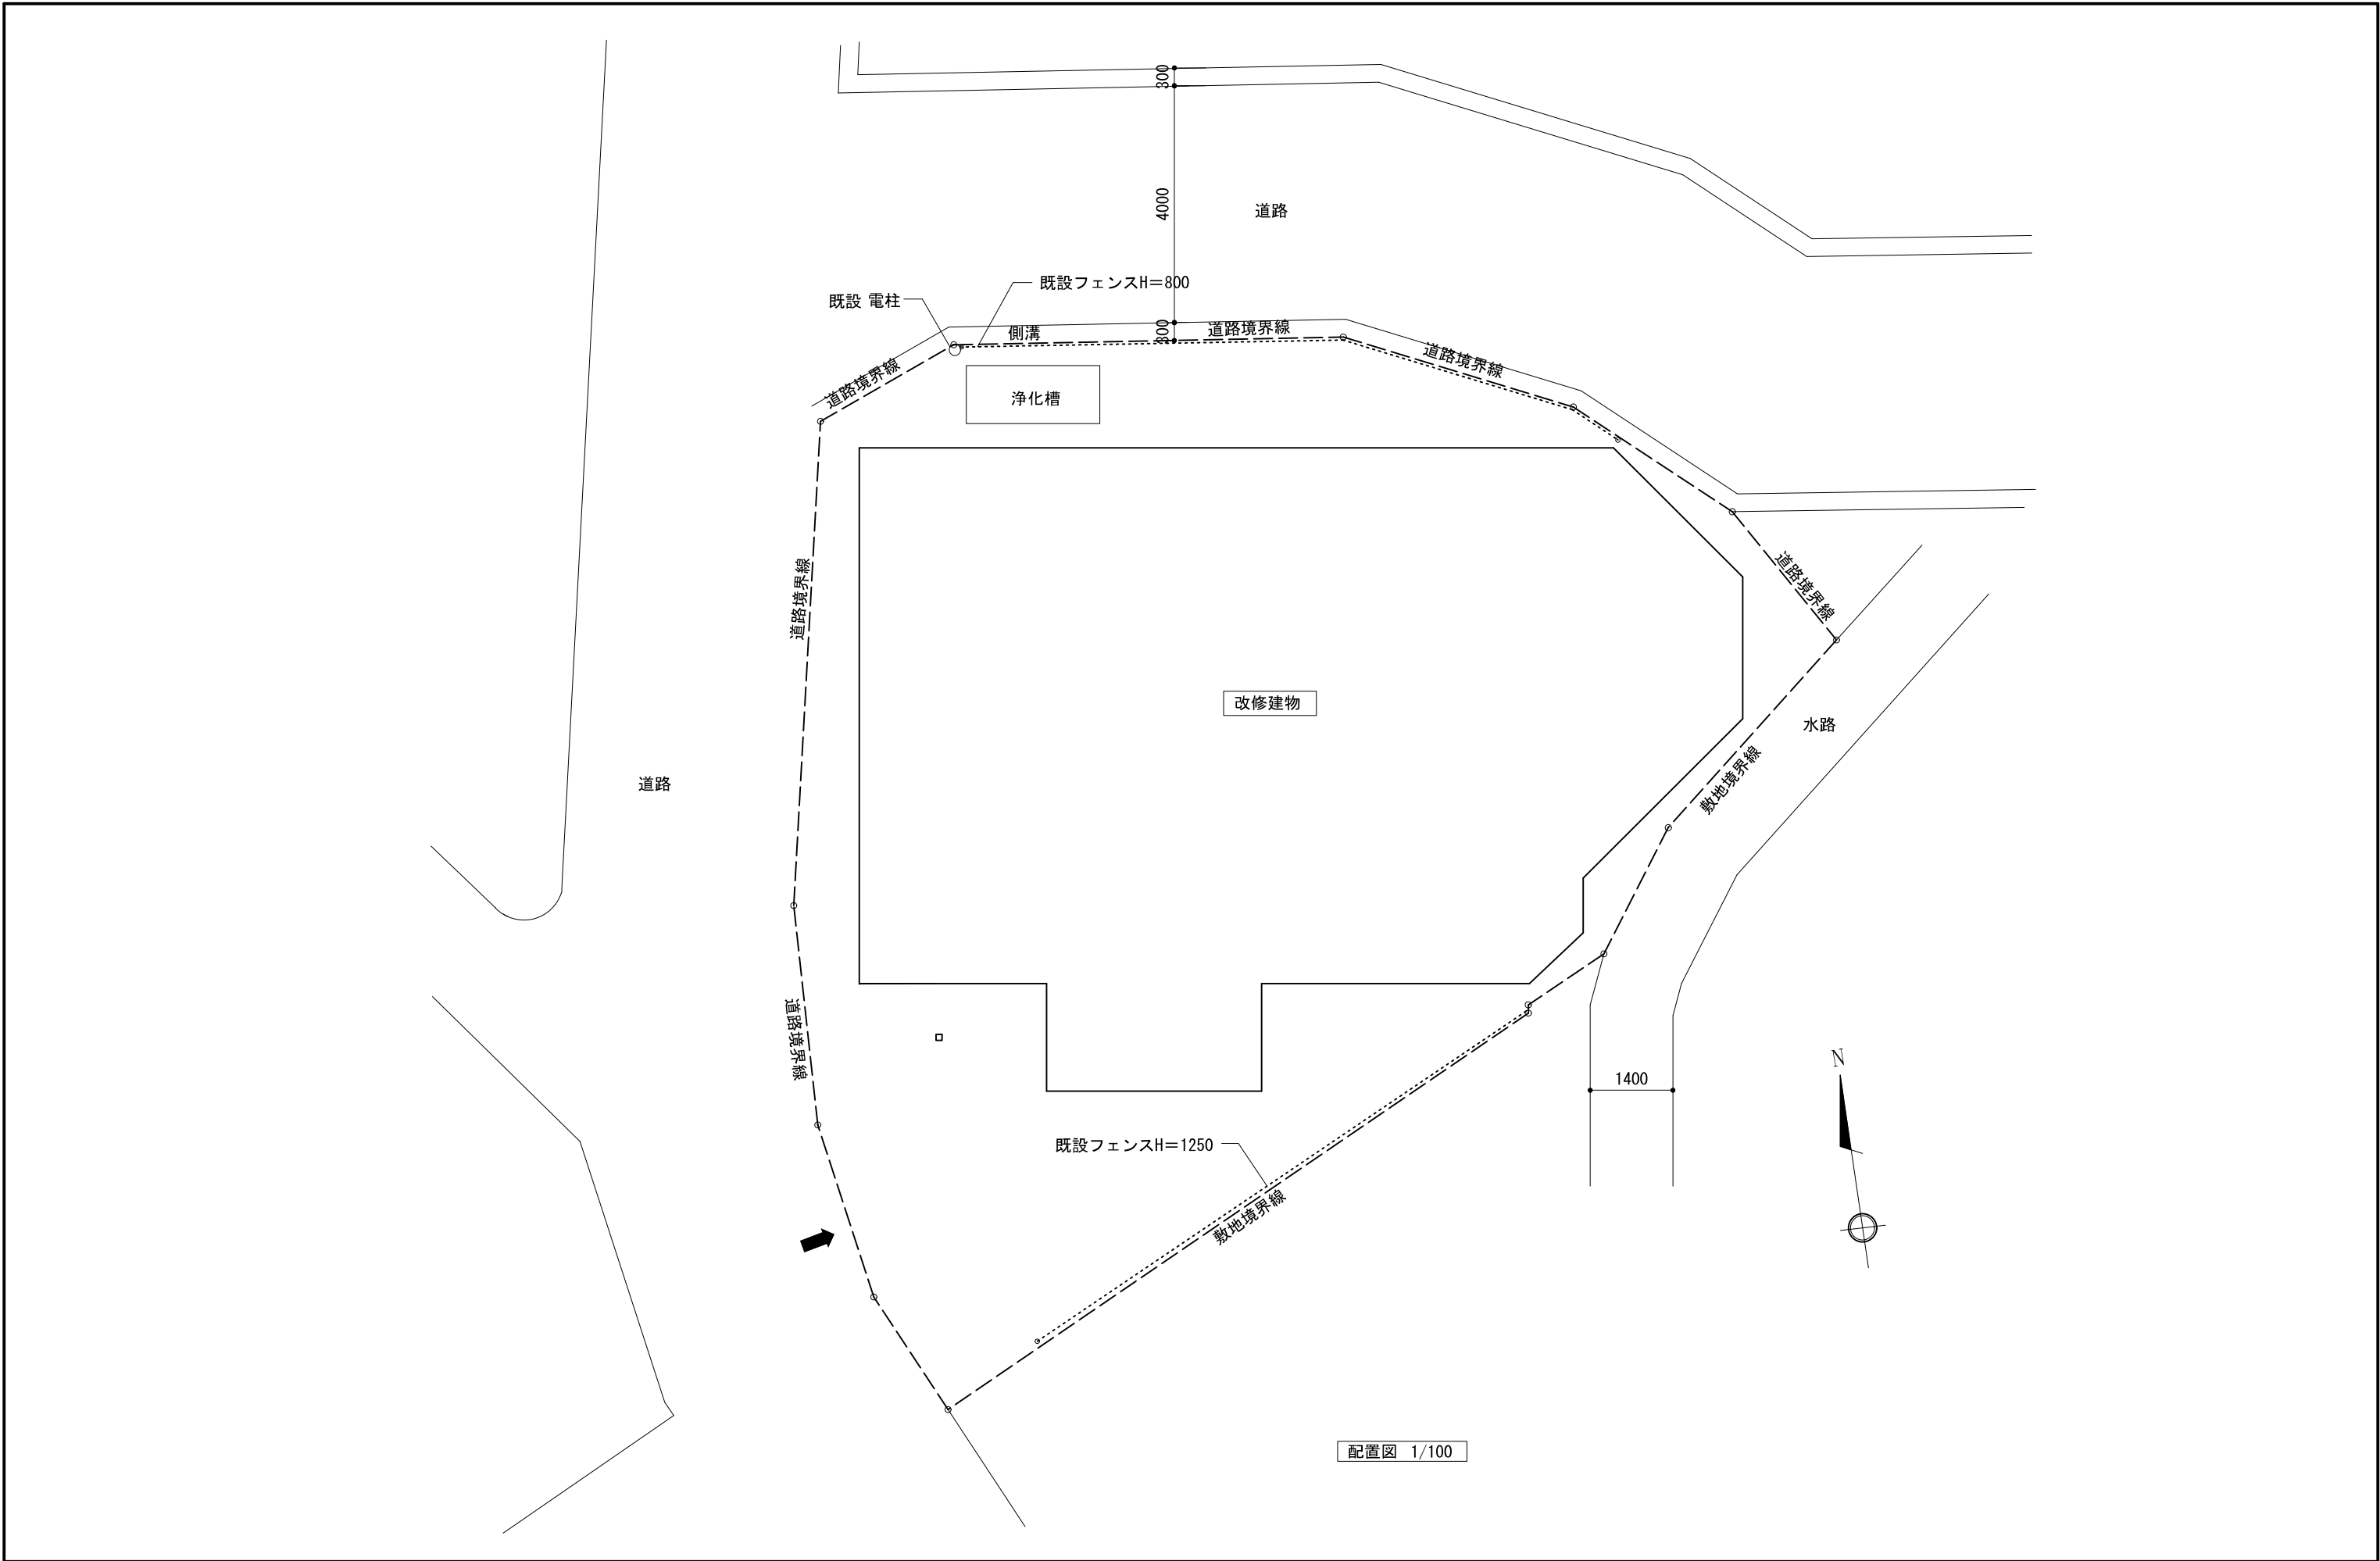 300
4000
道路
既設フェンスH＝800
既設 電柱
側溝
300
道路境界線
道路境界線
道路境界線
浄化槽
道路境界線
道路境界線
改修建物
水路
敷地境界線
道路
道路境界線
N
1400
既設フェンスH＝1250
敷地境界線
配置図 1/100